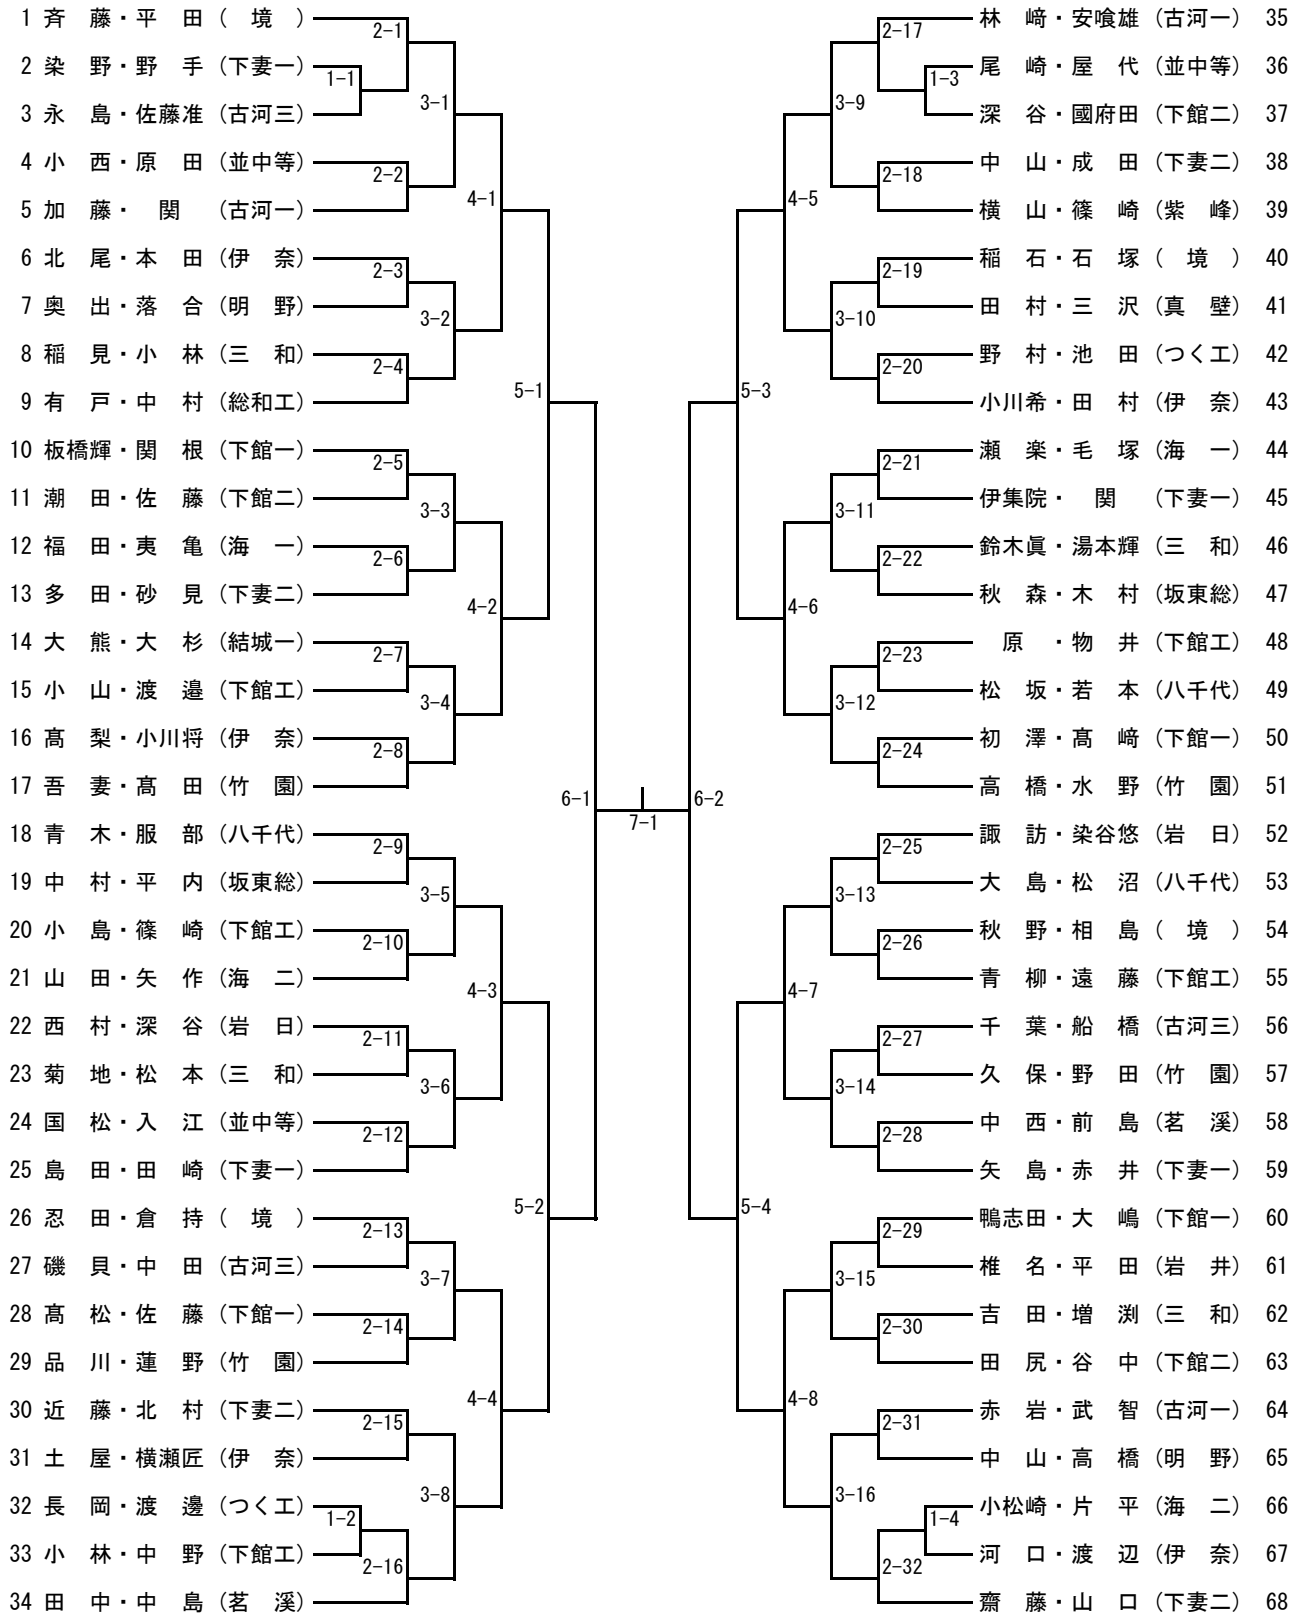 1 斉　藤・平　田 (　境　)
2 染　野・野　手 (下妻一)
3 永　島・佐藤准 (古河三)
4 小　西・原　田 (並中等)
5 加　藤・　関　 (古河一)
6 北　尾・本　田 (伊　奈)
7 奥　出・落　合 (明　野)
8 稲　見・小　林 (三　和)
9 有　戸・中　村 (総和工)
10 板橋輝・関　根 (下館一)
11 潮　田・佐　藤 (下館二)
12 福　田・夷　亀 (海　一)
13 多　田・砂　見 (下妻二)
14 大　熊・大　杉 (結城一)
15 小　山・渡　邉 (下館工)
16 髙　梨・小川将 (伊　奈)
17 吾　妻・髙　田 (竹　園)
18 青　木・服　部 (八千代)
19 中　村・平　内 (坂東総)
20 小　島・篠　崎 (下館工)
21 山　田・矢　作 (海　二)
22 西　村・深　谷 (岩　日)
23 菊　地・松　本 (三　和)
24 国　松・入　江 (並中等)
25 島　田・田　崎 (下妻一)
26 忍　田・倉　持 (　境　)
27 磯　貝・中　田 (古河三)
28 髙　松・佐　藤 (下館一)
29 品　川・蓮　野 (竹　園)
30 近　藤・北　村 (下妻二)
31 土　屋・横瀬匠 (伊　奈)
32 長　岡・渡　邊 (つく工)
33 小　林・中　野 (下館工)
34 田　中・中　島 (茗　溪)
1-1
1-2
2-1
2-2
2-3
2-4
2-5
2-6
2-7
2-8
2-9
2-10
2-11
2-12
2-13
2-14
2-15
2-16
3-1
3-2
3-3
3-4
3-5
3-6
3-7
3-8
4-1
4-2
4-3
4-4
5-1
5-2
6-1
7-1
6-2
5-3
5-4
4-5
4-6
4-7
4-8
3-9
3-10
3-11
3-12
3-13
3-14
3-15
3-16
2-17
2-18
2-19
2-20
2-21
2-22
2-23
2-24
2-25
2-26
2-27
2-28
2-29
2-30
2-31
2-32
1-3
1-4
林　﨑・安喰雄 (古河一) 35
尾　崎・屋　代 (並中等) 36
深　谷・國府田 (下館二) 37
中　山・成　田 (下妻二) 38
横　山・篠　崎 (紫　峰) 39
稲　石・石　塚 (　境　) 40
田　村・三　沢 (真　壁) 41
野　村・池　田 (つく工) 42
小川希・田　村 (伊　奈) 43
瀬　楽・毛　塚 (海　一) 44
伊集院・　関　 (下妻一) 45
鈴木眞・湯本輝 (三　和) 46
秋　森・木　村 (坂東総) 47
　原　・物　井 (下館工) 48
松　坂・若　本 (八千代) 49
初　澤・髙　﨑 (下館一) 50
高　橋・水　野 (竹　園) 51
諏　訪・染谷悠 (岩　日) 52
大　島・松　沼 (八千代) 53
秋　野・相　島 (　境　) 54
青　柳・遠　藤 (下館工) 55
千　葉・船　橋 (古河三) 56
久　保・野　田 (竹　園) 57
中　西・前　島 (茗　溪) 58
矢　島・赤　井 (下妻一) 59
鴨志田・大　嶋 (下館一) 60
椎　名・平　田 (岩　井) 61
吉　田・増　渕 (三　和) 62
田　尻・谷　中 (下館二) 63
赤　岩・武　智 (古河一) 64
中　山・高　橋 (明　野) 65
小松崎・片　平 (海　二) 66
河　口・渡　辺 (伊　奈) 67
齋　藤・山　口 (下妻二) 68